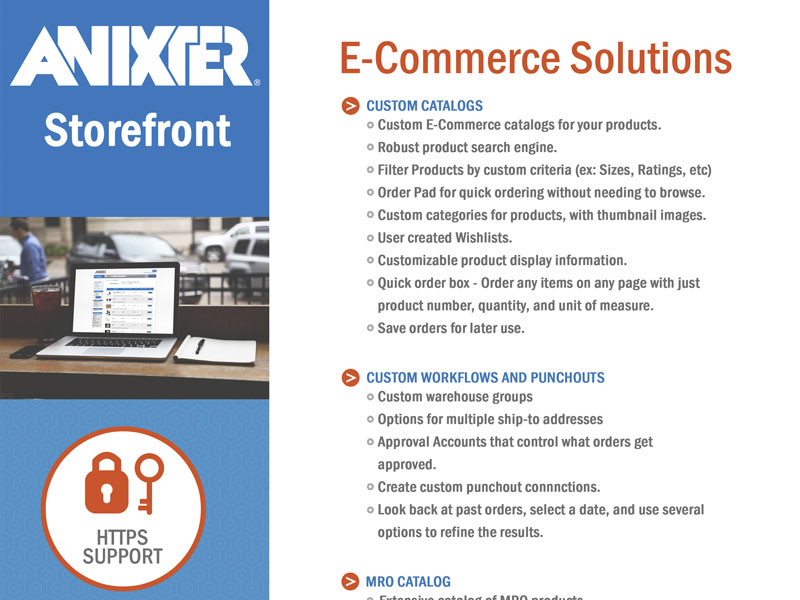 ANIXTER®
Storefront
HTTPS
SUPPORT
E-Commerce Solutions
CUSTOM CATALOGS
Custom E-Commerce catalogs for your products.
Robust product search engine.
Filter Products by custom criteria (ex: Sizes, Ratings, etc)
Order Pad for quick ordering without needing to browse.
Custom categories for products, with thumbnail images.
User created Wishlists.
Customizable product display information.
Quick order box - Order any items on any page with just
product number, quantity, and unit of measure.
Save orders for later use.
CUSTOM WORKFLOWS AND PUNCHOUTS
Custom warehouse groups
Options for multiple ship-to addresses
Approval Accounts that control what orders get
approved.
Create custom punchout connnctions.
Look back at past orders, select a date, and use several
options to refine the results.
MRO CATALOG
Extensive catalog of MRO products